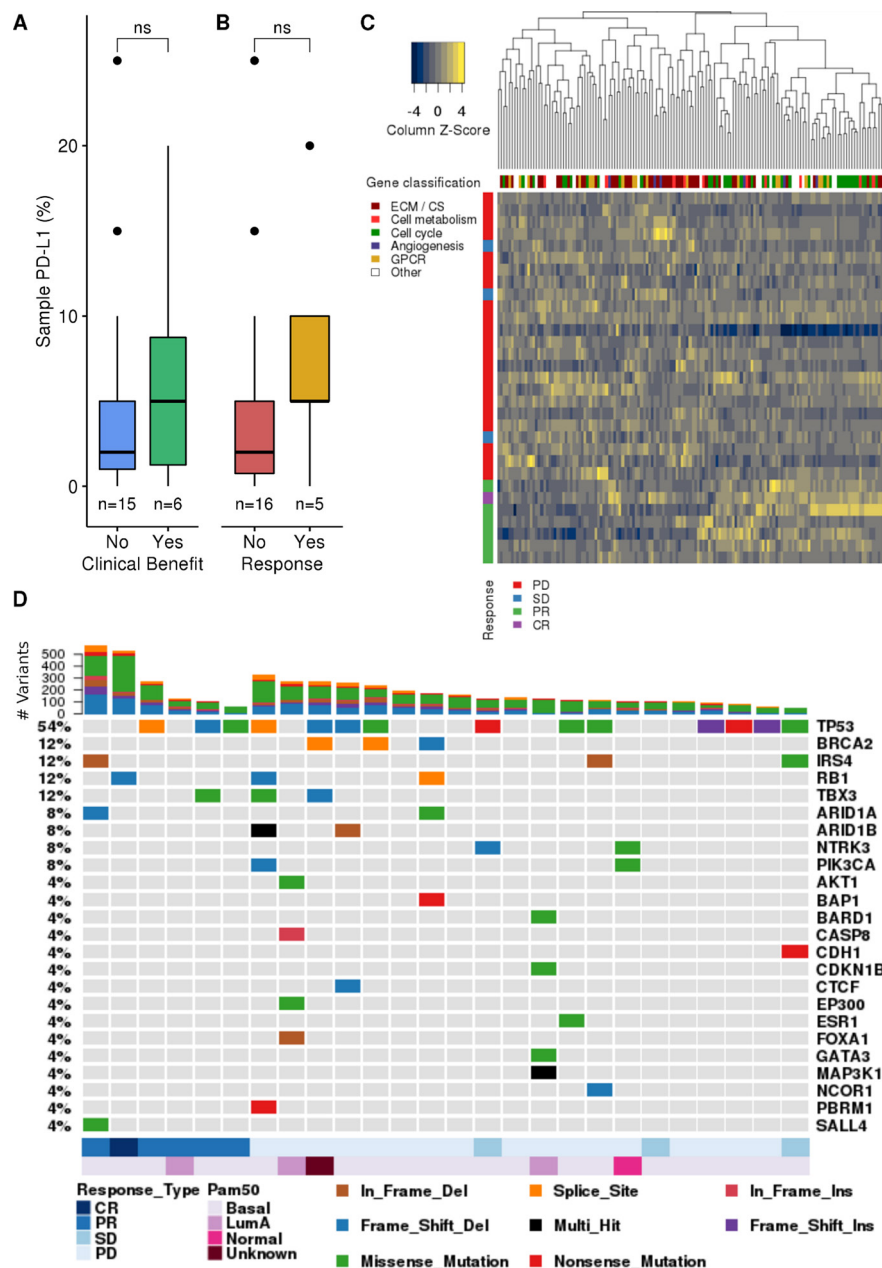 A
ns
B
ns
Sample PD-L1 (%)
20
10
0
n=15
n=6
n=16
n=5
No
Yes
Clinical Benefit
No
Yes
Response
C
-4 0 2 4
Column Z-Score
Gene classification
ECM / CS
Cell metabolism
Cell cycle
Angiogenesis
GPCR
Other
Response
PD
SD
PR
CR
D
# Variants
500
400
300
200
100
0
54% TP53
12% BRCA2
12% IRS4
12% RB1
12% TBX3
8% ARID1A
8% ARID1B
8% NTRK3
8% PIK3CA
4% AKT1
4% BAP1
4% BARD1
4% CASP8
4% CDH1
4% CDKN1B
4% CTCF
4% EP300
4% ESR1
4% FOXA1
4% GATA3
4% MAP3K1
4% NCOR1
4% PBRM1
4% SALL4
Response_Type
CR
PR
SD
PD
Pam50
Basal
LumA
Normal
Unknown
In_Frame_Del
Frame_Shift_Del
Missense_Mutation
Splice_Site
Multi_Hit
Nonsense_Mutation
In_Frame_Ins
Frame_Shift_Ins